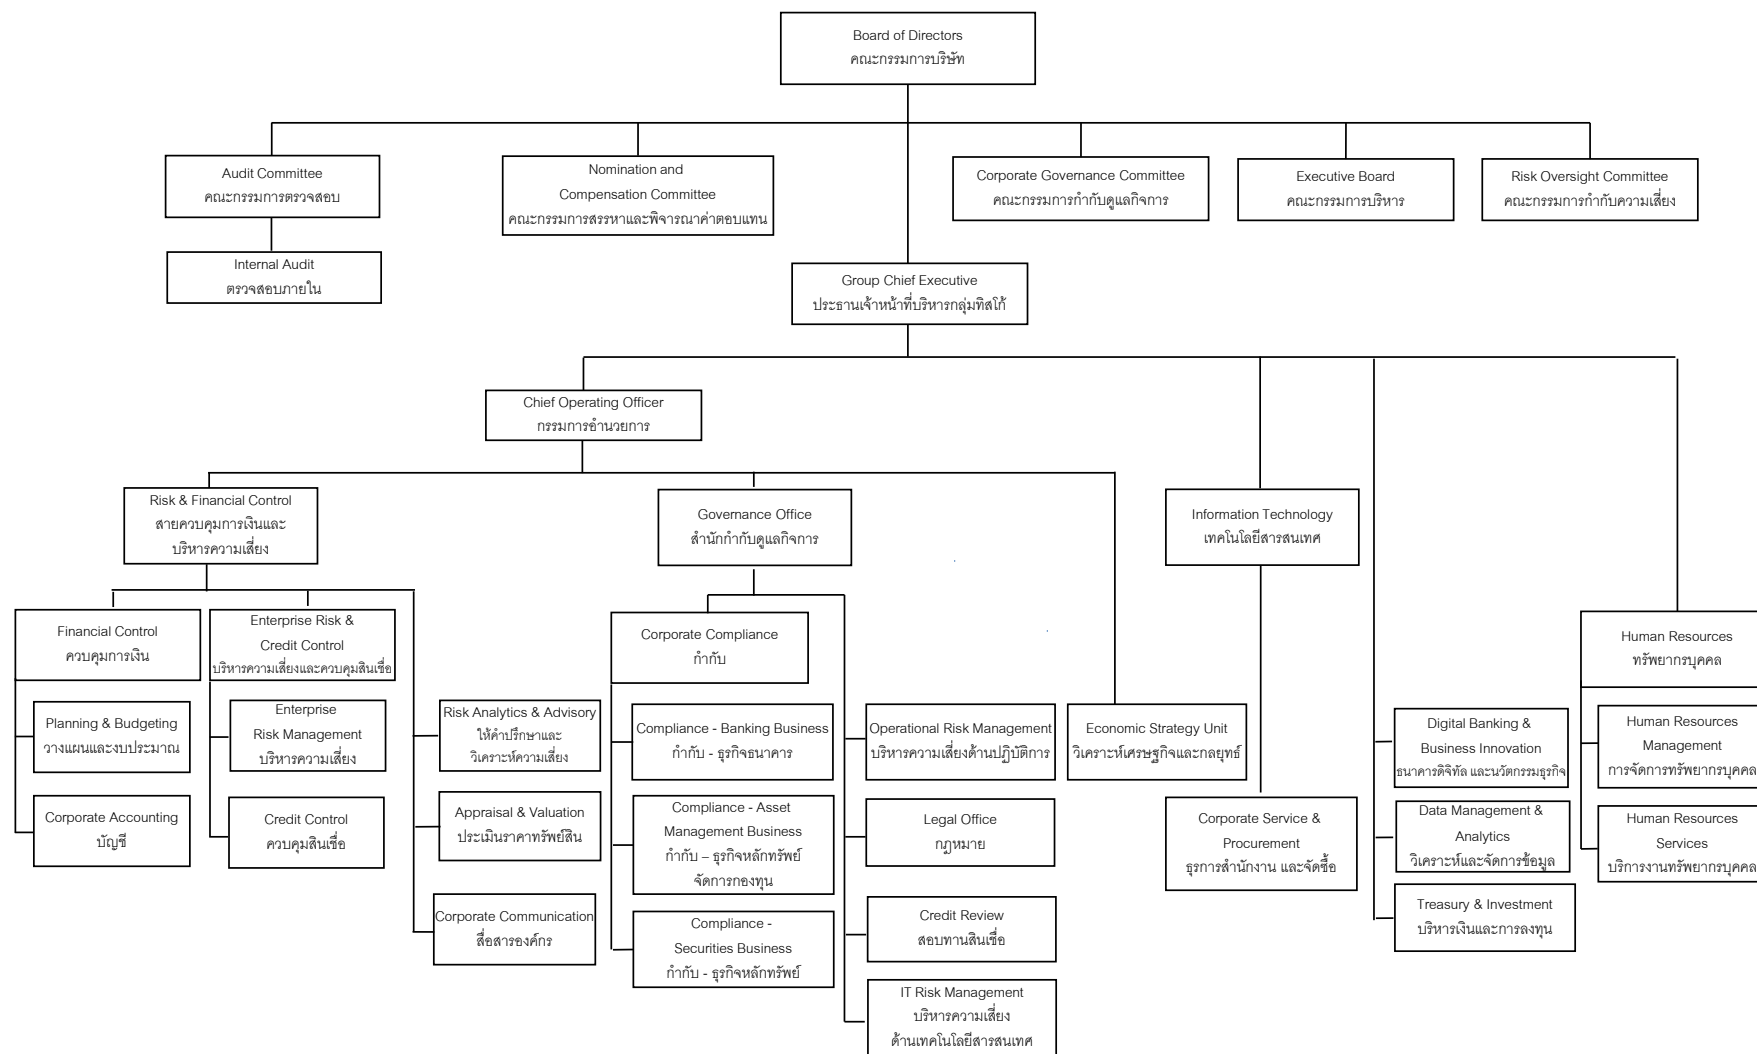 Board of Directors
คณะกรรมการบริษัท
Audit Committee
คณะกรรมการตรวจสอบ
Nomination and
Compensation Committee
คณะกรรมการสรรหาและพิจารณาค่าตอบแทน
Corporate Governance Committee
คณะกรรมการกำกับดูแลกิจการ
Executive Board
คณะกรรมการบริหาร
Risk Oversight Committee
คณะกรรมการกำกับความเสี่ยง
Internal Audit
ตรวจสอบภายใน
Group Chief Executive
ประธานเจ้าหน้าที่บริหารกลุ่มทิสโก้
Chief Operating Officer
กรรมการอำนวยการ
Risk & Financial Control
สายควบคุมการเงินและ
บริหารความเสี่ยง
Governance Office
สำนักกำกับดูแลกิจการ
Information Technology
เทคโนโลยีสารสนเทศ
Financial Control
ควบคุมการเงิน
Enterprise Risk &
Credit Control
บริหารความเสี่ยงและควบคุมสินเชื่อ
Corporate Compliance
กำกับ
Human Resources
ทรัพยากรบุคคล
Planning & Budgeting
วางแผนและงบประมาณ
Enterprise
Risk Management
บริหารความเสี่ยง
Risk Analytics & Advisory
ให้คำปรึกษาและ
วิเคราะห์ความเสี่ยง
Compliance - Banking Business
กำกับ - ธุรกิจธนาคาร
Operational Risk Management
บริหารความเสี่ยงด้านปฏิบัติการ
Economic Strategy Unit
วิเคราะห์เศรษฐกิจและกลยุทธ์
Digital Banking &
Business Innovation
ธนาคารดิจิทัล และนวัตกรรมธุรกิจ
Human Resources
Management
การจัดการทรัพยากรบุคคล
Corporate Accounting
บัญชี
Credit Control
ควบคุมสินเชื่อ
Appraisal & Valuation
ประเมินราคาทรัพย์สิน
Compliance - Asset
Management Business
กำกับ – ธุรกิจหลักทรัพย์
จัดการกองทุน
Legal Office
กฎหมาย
Corporate Service &
Procurement
ธุรการสำนักงาน และจัดซื้อ
Data Management &
Analytics
วิเคราะห์และจัดการข้อมูล
Human Resources
Services
บริการงานทรัพยากรบุคคล
Corporate Communication
สื่อสารองค์กร
Compliance -
Securities Business
กำกับ - ธุรกิจหลักทรัพย์
Credit Review
สอบทานสินเชื่อ
Treasury & Investment
บริหารเงินและการลงทุน
IT Risk Management
บริหารความเสี่ยง
ด้านเทคโนโลยีสารสนเทศ